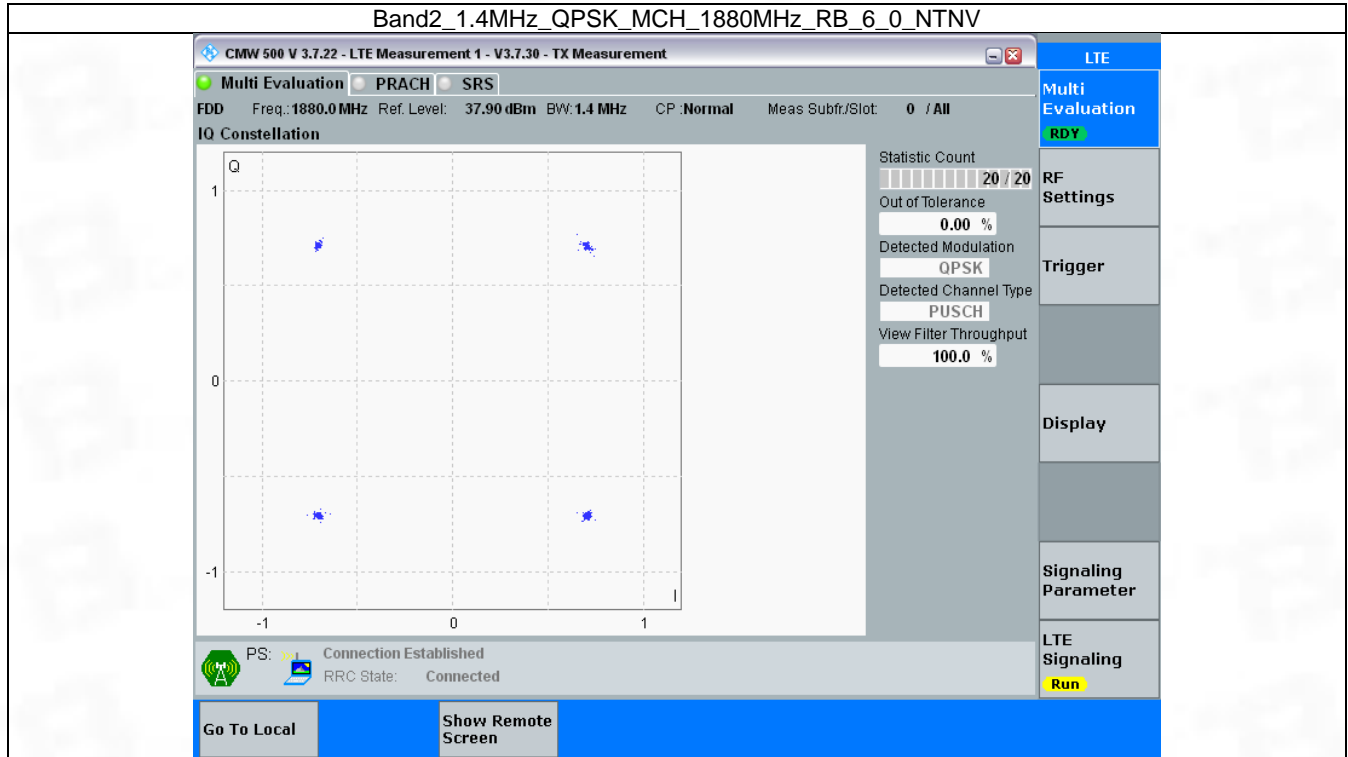 Band2_1.4MHz_QPSK_MCH_1880MHz_RB_6_0_NTNV
CMW 500 V 3.7.22 - LTE Measurement 1 - V3.7.30 - TX Measurement
LTE
Multi Evaluation PRACH SRS
FDD Freq.:1880.0 MHz Ref. Level: 37.90 dBm BW:1.4 MHz CP :Normal Meas Subfr./Slot: 0 / All
IQ Constellation
Q
1
0
-1
I
-1 0 1
Statistic Count
20 / 20
Out of Tolerance
0.00 %
Detected Modulation
QPSK
Detected Channel Type
PUSCH
View Filter Throughput
100.0 %
Multi
Evaluation
RDY
RF
Settings
Trigger
Display
Signaling
Parameter
LTE
Signaling
Run
PS: Connection Established
RRC State: Connected
Go To Local
Show Remote
Screen